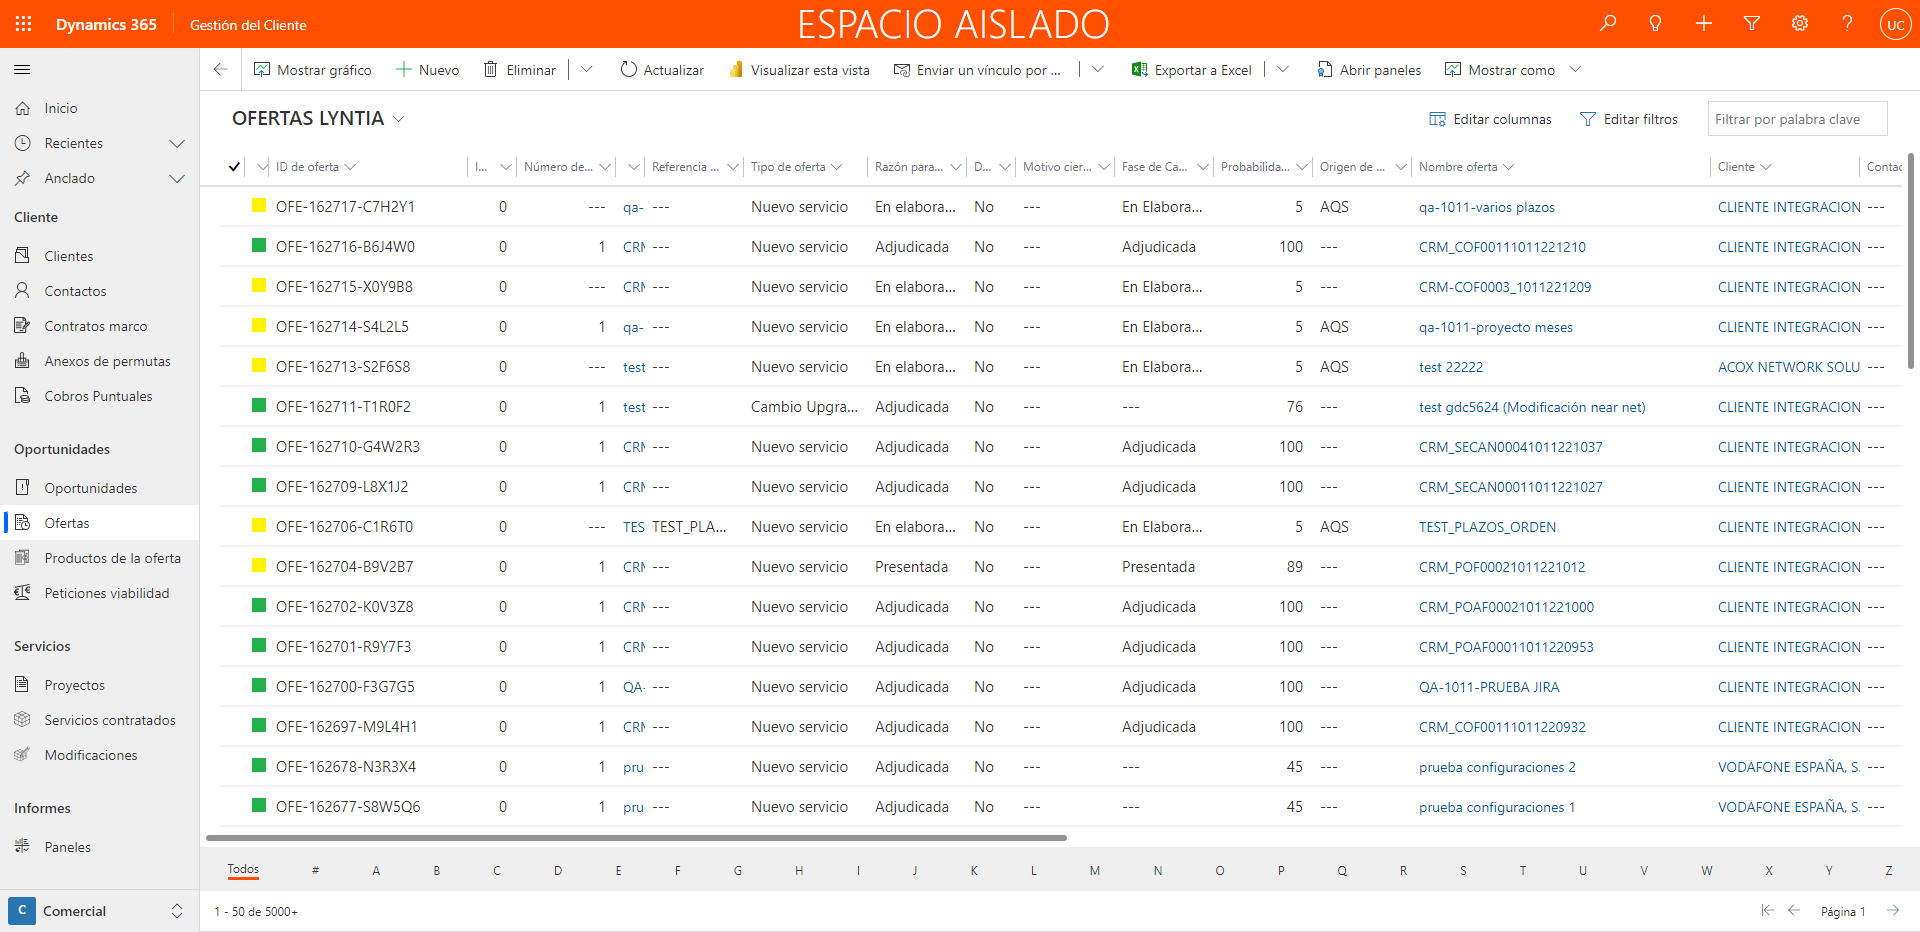 Dynamics 365 Gestión del Cliente ESPACIO AISLADO ? UC
Mostrar gráfico Nuevo Eliminar Actualizar Visualizar esta vista Enviar un vínculo por ... Exportar a Excel Abrir paneles Mostrar como
Inicio
Recientes
Anclado
Cliente
Clientes
Contactos
Contratos marco
Anexos de permutas
Cobros Puntuales
Oportunidades
Oportunidades
Ofertas
Productos de la oferta
Peticiones viabilidad
Servicios
Proyectos
Servicios contratados
Modificaciones
Informes
Paneles
C Comercial
OFERTAS LYNTIA Editar columnas Editar filtros Filtrar por palabra clave
ID de oferta I... Número de... Referencia ... Tipo de oferta Razón para... D... Motivo cier... Fase de Ca... Probabilida... Origen de ... Nombre oferta Cliente Contac
OFE-162717-C7H2Y1 0 --- qa- --- Nuevo servicio En elabora... No --- En Elabora... 5 AQS qa-1011-varios plazos CLIENTE INTEGRACION ---
OFE-162716-B6J4W0 0 1 CRM --- Nuevo servicio Adjudicada No --- Adjudicada 100 --- CRM_COF00111011221210 CLIENTE INTEGRACION ---
OFE-162715-X0Y9B8 0 --- CRM --- Nuevo servicio En elabora... No --- En Elabora... 5 --- CRM-COF0003_1011221209 CLIENTE INTEGRACION ---
OFE-162714-S4L2L5 0 1 qa- --- Nuevo servicio En elabora... No --- En Elabora... 5 AQS qa-1011-proyecto meses CLIENTE INTEGRACION ---
OFE-162713-S2F6S8 0 --- test --- Nuevo servicio En elabora... No --- En Elabora... 5 AQS test 22222 ACOX NETWORK SOLU ---
OFE-162711-T1R0F2 0 1 test --- Cambio Upgra... Adjudicada No --- --- 76 --- test gdc5624 (Modificación near net) CLIENTE INTEGRACION ---
OFE-162710-G4W2R3 0 1 CRM --- Nuevo servicio Adjudicada No --- Adjudicada 100 --- CRM_SECAN00041011221037 CLIENTE INTEGRACION ---
OFE-162709-L8X1J2 0 1 CRM --- Nuevo servicio Adjudicada No --- Adjudicada 100 --- CRM_SECAN00011011221027 CLIENTE INTEGRACION ---
OFE-162706-C1R6T0 0 --- TES TEST_PLA... Nuevo servicio En elabora... No --- En Elabora... 5 AQS TEST_PLAZOS_ORDEN CLIENTE INTEGRACION ---
OFE-162704-B9V2B7 0 1 CRM --- Nuevo servicio Presentada No --- Presentada 89 --- CRM_POF00021011221012 CLIENTE INTEGRACION ---
OFE-162702-K0V3Z8 0 1 CRM --- Nuevo servicio Adjudicada No --- Adjudicada 100 --- CRM_POAF00021011221000 CLIENTE INTEGRACION ---
OFE-162701-R9Y7F3 0 1 CRM --- Nuevo servicio Adjudicada No --- Adjudicada 100 --- CRM_POAF00011011220953 CLIENTE INTEGRACION ---
OFE-162700-F3G7G5 0 1 QA- --- Nuevo servicio Adjudicada No --- Adjudicada 100 --- QA-1011-PRUEBA JIRA CLIENTE INTEGRACION ---
OFE-162697-M9L4H1 0 1 CRM --- Nuevo servicio Adjudicada No --- Adjudicada 100 --- CRM_COF00111011220932 CLIENTE INTEGRACION ---
OFE-162678-N3R3X4 0 1 pru --- Nuevo servicio Adjudicada No --- --- 45 --- prueba configuraciones 2 VODAFONE ESPAÑA, S. ---
OFE-162677-S8W5Q6 0 1 pru --- Nuevo servicio Adjudicada No --- --- 45 --- prueba configuraciones 1 VODAFONE ESPAÑA, S. ---
Todos # A B C D E F G H I J K L M N O P Q R S T U V W X Y Z
1 - 50 de 5000+ Página 1